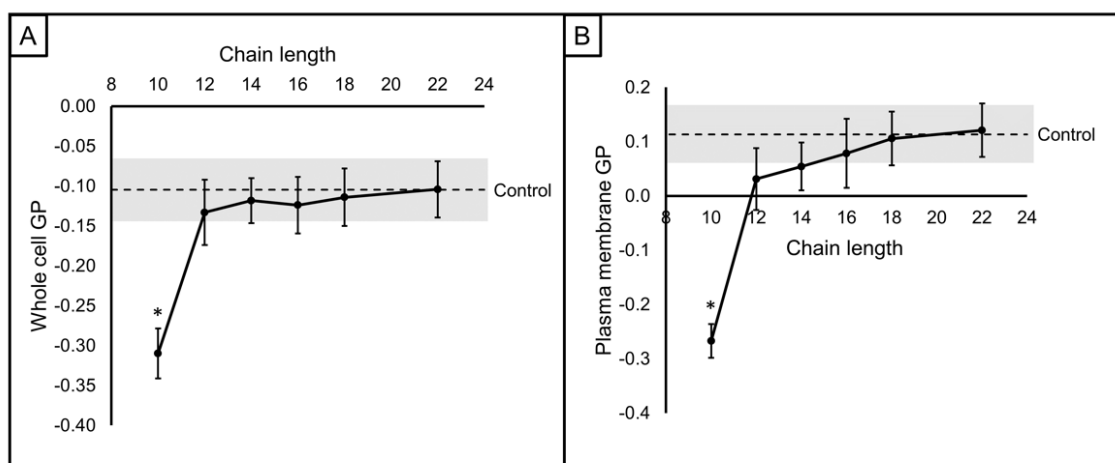 A
Chain length
8 10 12 14 16 18 20 22 24
0.00
-0.05
-0.10
-0.15
-0.20
-0.25
-0.30
-0.35
-0.40
Whole cell GP
Control
*
B
0.2
0.1
0.0
-0.1
-0.2
-0.3
-0.4
Plasma membrane GP
Control
8 10 12 14 16 18 20 22 24
Chain length
*